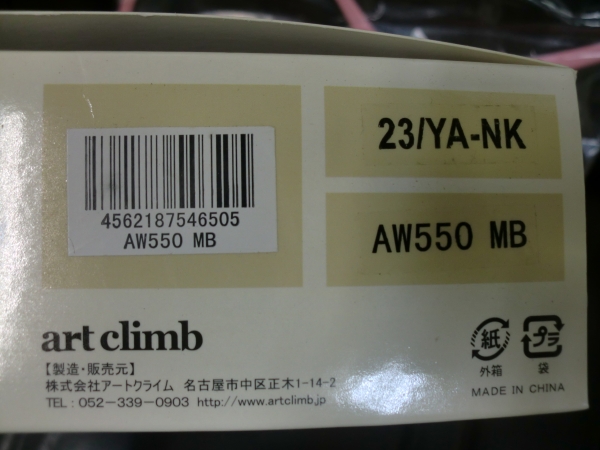 4562187546505
AW550 MB
23/YA-NK
AW550 MB
art climb
【製造・販売元】
株式会社アートクライム 名古屋市中区正木1-14-2
TEL:052-339-0903 http://www.artclimb.jp
紙
外箱
プラ
袋
MADE IN CHINA